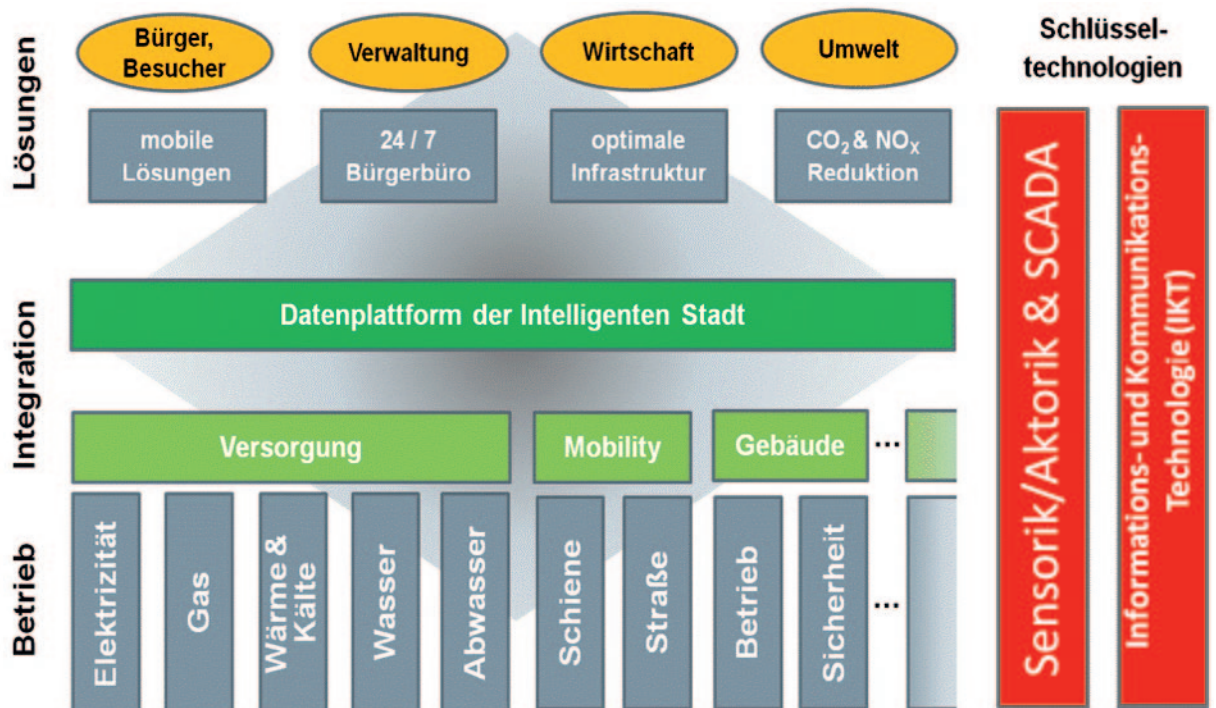 Lösungen
Bürger,
Besucher
Verwaltung
Wirtschaft
Umwelt
mobile
Lösungen
24 / 7
Bürgerbüro
optimale
Infrastruktur
CO₂ & NOₓ
Reduktion
Integration
Datenplattform der Intelligenten Stadt
Versorgung
Mobility
Gebäude
...
Betrieb
Elektrizität
Gas
Wärme &
Kälte
Wasser
Abwasser
Schiene
Straße
Betrieb
Sicherheit
...
Schlüssel-
technologien
Sensorik/Aktorik & SCADA
Informations- und Kommunikations-
Technologie (IKT)